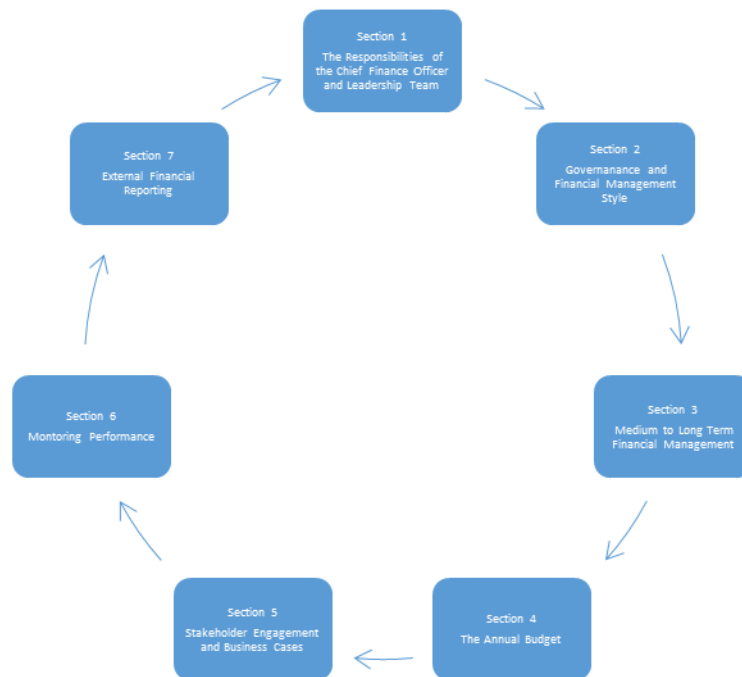 Section 1
The Responsibilities of
the Chief Finance Officer
and Leadership Team
Section 2
Governanance and
Financial Management
Style
Section 3
Medium to Long Term
Financial Management
Section 4
The Annual Budget
Section 5
Stakeholder Engagement
and Business Cases
Section 6
Montoring Performance
Section 7
External Financial
Reporting